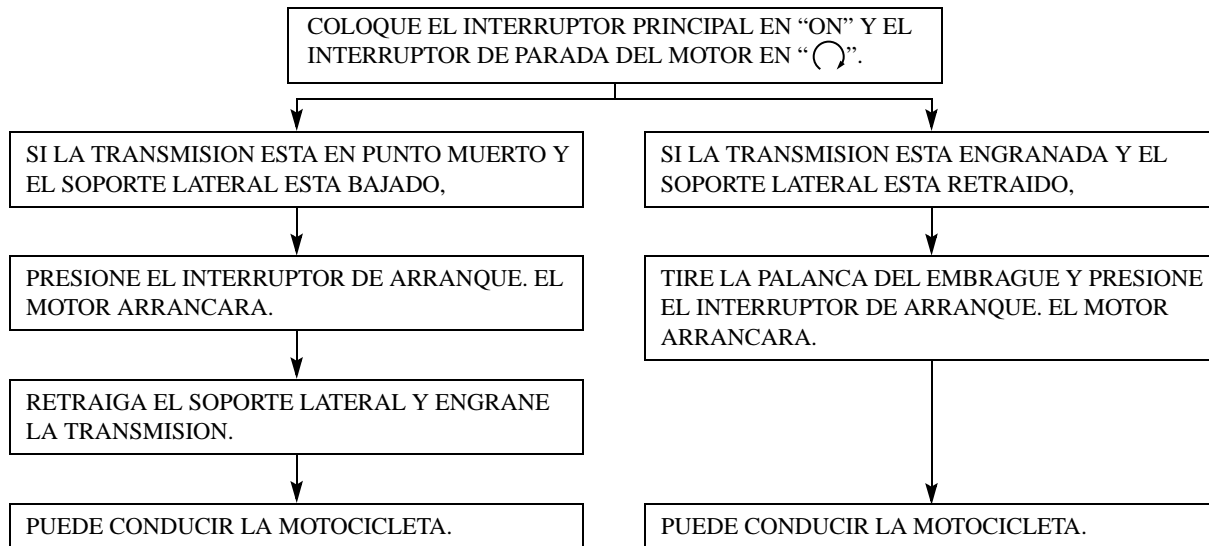 COLOQUE EL INTERRUPTOR PRINCIPAL EN “ON” Y EL
INTERRUPTOR DE PARADA DEL MOTOR EN “ ”.
SI LA TRANSMISION ESTA EN PUNTO MUERTO Y
EL SOPORTE LATERAL ESTA BAJADO,
PRESIONE EL INTERRUPTOR DE ARRANQUE. EL
MOTOR ARRANCARA.
RETRAIGA EL SOPORTE LATERAL Y ENGRANE
LA TRANSMISION.
PUEDE CONDUCIR LA MOTOCICLETA.
SI LA TRANSMISION ESTA ENGRANADA Y EL
SOPORTE LATERAL ESTA RETRAIDO,
TIRE LA PALANCA DEL EMBRAGUE Y PRESIONE
EL INTERRUPTOR DE ARRANQUE. EL MOTOR
ARRANCARA.
PUEDE CONDUCIR LA MOTOCICLETA.